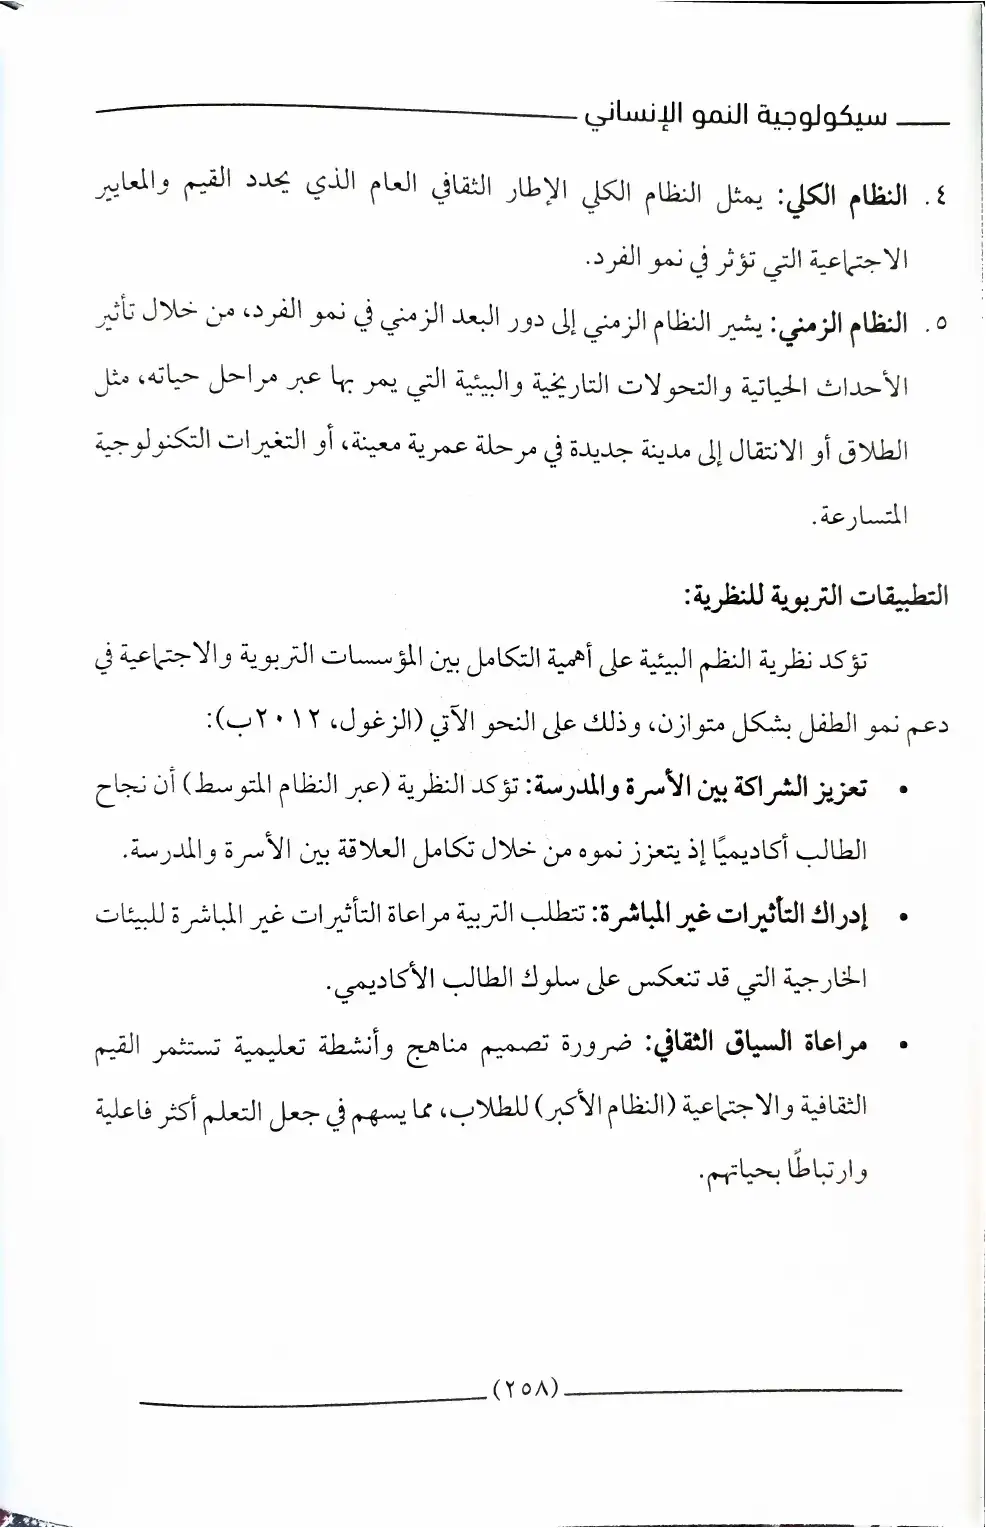 سيكولوجية النمو الإنساني
٤. النظام الكلي: يمثل النظام الكلي الإطار الثقافي العام الذي يحدد القيم والمعايير
الاجتماعية التي تؤثر في نمو الفرد.
٥. النظام الزمني: يشير النظام الزمني إلى دور البعد الزمني في نمو الفرد، من خلال تأثير
الأحداث الحياتية والتحولات التاريخية والبيئية التي يمر بها عبر مراحل حياته، مثل
الطلاق أو الانتقال إلى مدينة جديدة في مرحلة عمرية معينة، أو التغيرات التكنولوجية
المتسارعة.
التطبيقات التربوية للنظرية:
تؤكد نظرية النظم البيئية على أهمية التكامل بين المؤسسات التربوية والاجتماعية في
دعم نمو الطفل بشكل متوازن، وذلك على النحو الآتي (الزغول، ٢٠١٢ب):
• تعزيز الشراكة بين الأسرة والمدرسة: تؤكد النظرية (عبر النظام المتوسط) أن نجاح
الطالب أكاديميًا إذ يتعزز نموه من خلال تكامل العلاقة بين الأسرة والمدرسة.
• إدراك التأثيرات غير المباشرة: تتطلب التربية مراعاة التأثيرات غير المباشرة للبيئات
الخارجية التي قد تنعكس على سلوك الطالب الأكاديمي.
• مراعاة السياق الثقافي: ضرورة تصميم مناهج وأنشطة تعليمية تستثمر القيم
الثقافية والاجتماعية (النظام الأكبر) للطلاب، مما يسهم في جعل التعلم أكثر فاعلية
وارتباطًا بحياتهم.
(٢٥٨)